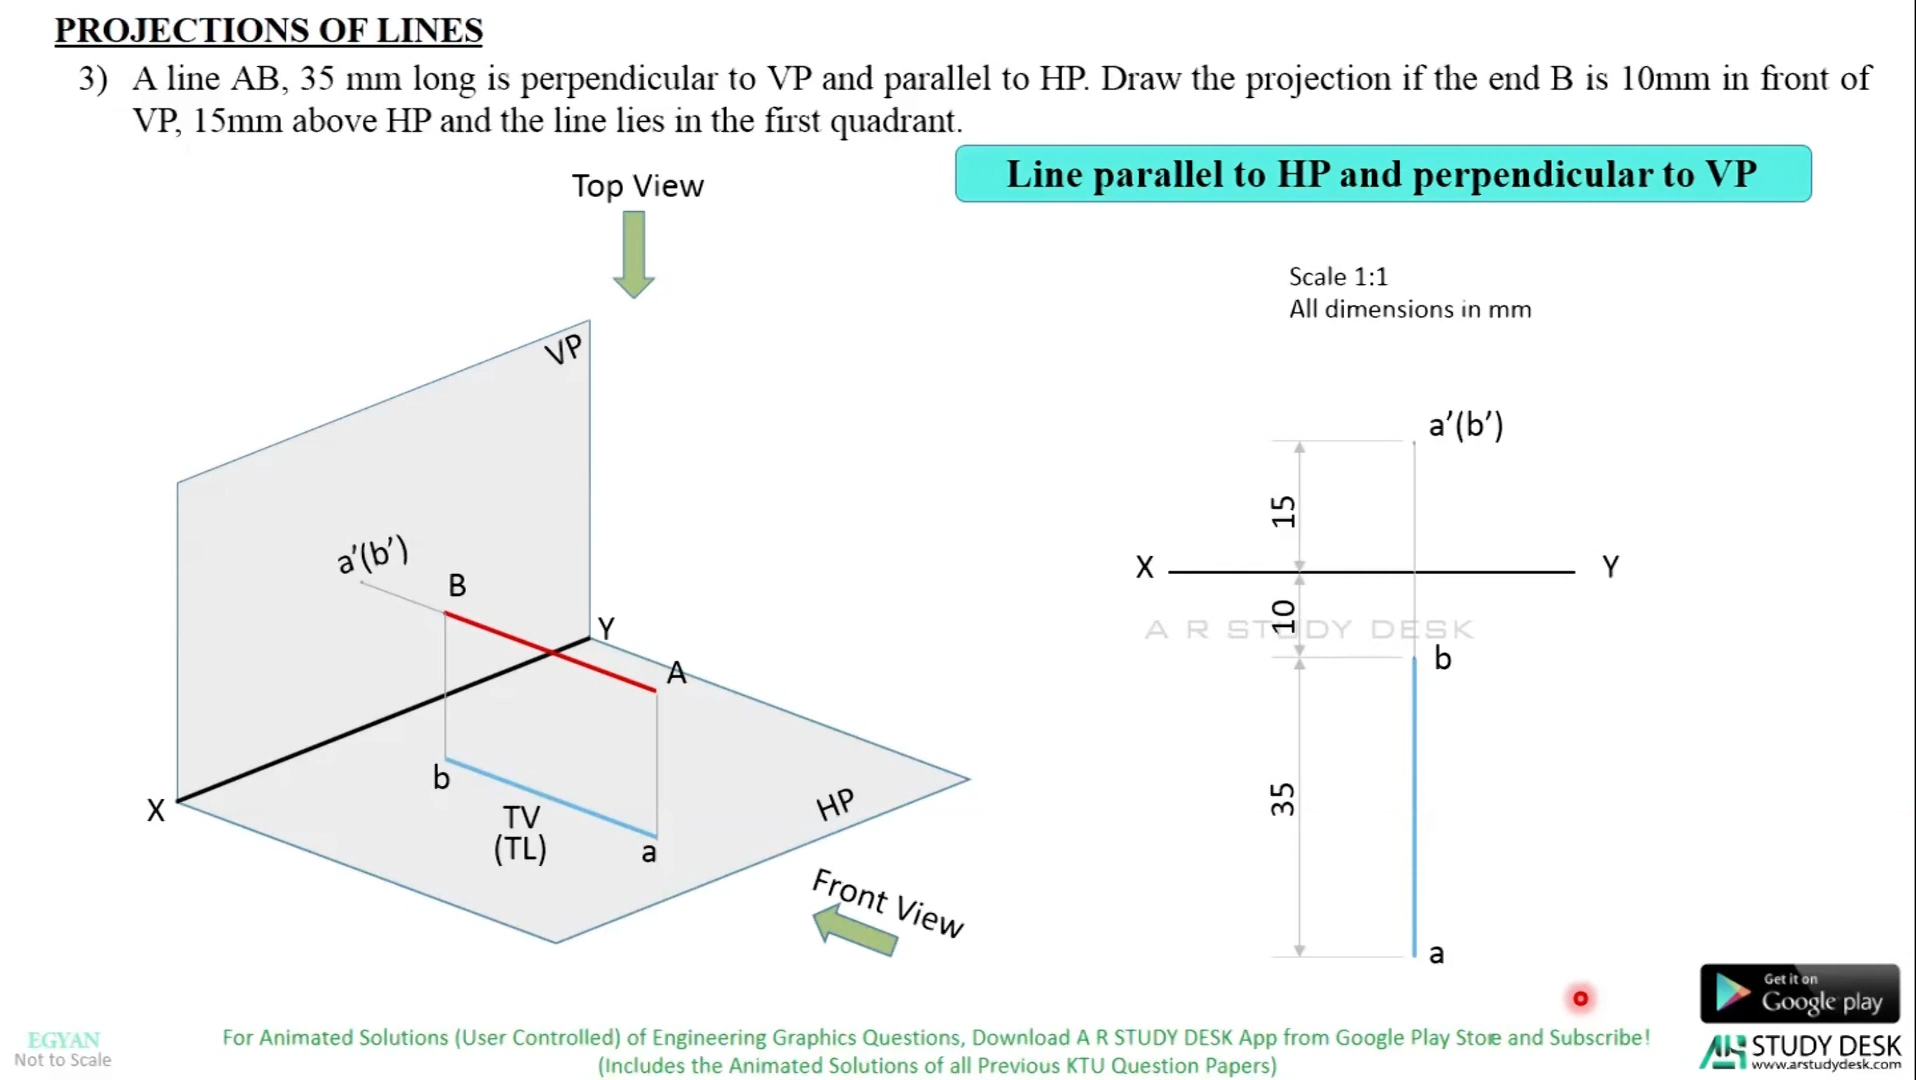 PROJECTIONS OF LINES
3) A line AB, 35 mm long is perpendicular to VP and parallel to HP. Draw the projection if the end B is 10mm in front of
VP, 15mm above HP and the line lies in the first quadrant.
Line parallel to HP and perpendicular to VP
Top View
Scale 1:1
All dimensions in mm
VP
a’(b’)
B
Y
A
b
X
TV
(TL)
a
HP
Front View
a’(b’)
15
X
Y
10
A R STUDY DESK
b
35
a
Get it on
Google play
EGYAN
Not to Scale
For Animated Solutions (User Controlled) of Engineering Graphics Questions, Download A R STUDY DESK App from Google Play Store and Subscribe!
(Includes the Animated Solutions of all Previous KTU Question Papers)
AR STUDY DESK
www.arstudydesk.com